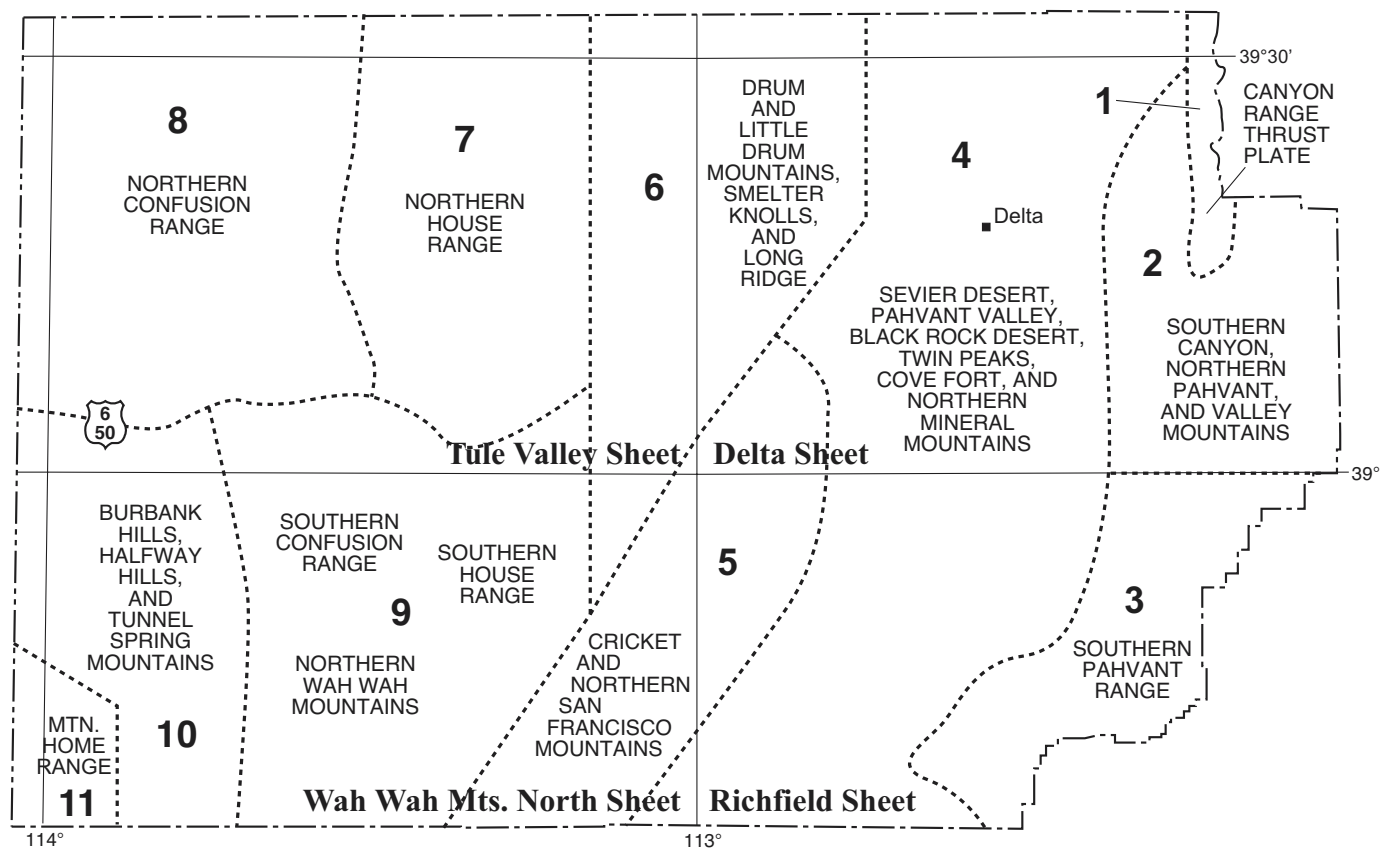 39°30'
8
NORTHERN
CONFUSION
RANGE
7
NORTHERN
HOUSE
RANGE
6
DRUM
AND
LITTLE
DRUM
MOUNTAINS,
SMELTER
KNOLLS,
AND
LONG
RIDGE
4
Delta
SEVIER DESERT,
PAHVANT VALLEY,
BLACK ROCK DESERT,
TWIN PEAKS,
COVE FORT, AND
NORTHERN
MINERAL
MOUNTAINS
1
CANYON
RANGE
THRUST
PLATE
2
SOUTHERN
CANYON,
NORTHERN
PAHVANT,
AND VALLEY
MOUNTAINS
6
50
Tule Valley Sheet
Delta Sheet
39°
BURBANK
HILLS,
HALFWAY
HILLS,
AND
TUNNEL
SPRING
MOUNTAINS
10
SOUTHERN
CONFUSION
RANGE
SOUTHERN
HOUSE
RANGE
9
NORTHERN
WAH WAH
MOUNTAINS
5
CRICKET
AND
NORTHERN
SAN
FRANCISCO
MOUNTAINS
3
SOUTHERN
PAHVANT
RANGE
MTN.
HOME
RANGE
11
Wah Wah Mts. North Sheet
Richfield Sheet
114°
113°